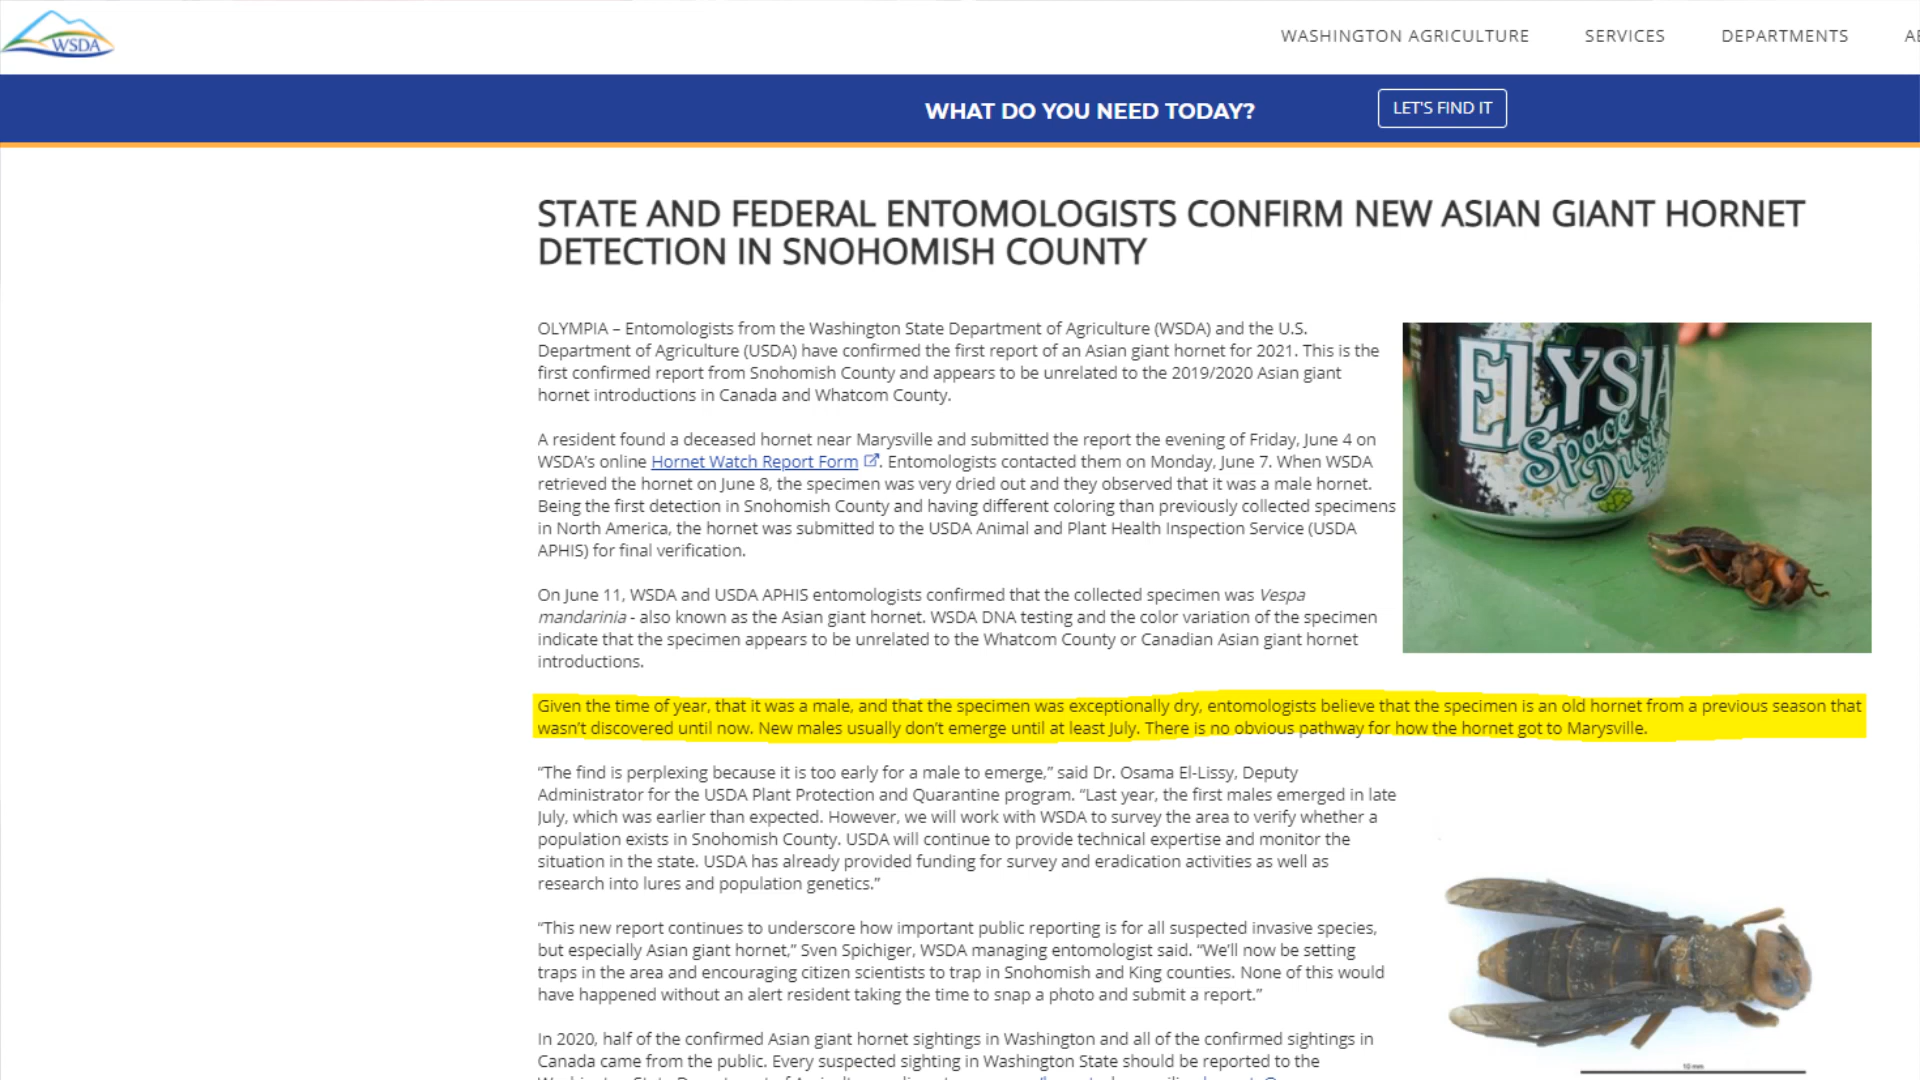 WSDA
WASHINGTON AGRICULTURE SERVICES DEPARTMENTS
WHAT DO YOU NEED TODAY? LET'S FIND IT
STATE AND FEDERAL ENTOMOLOGISTS CONFIRM NEW ASIAN GIANT HORNET
DETECTION IN SNOHOMISH COUNTY
OLYMPIA – Entomologists from the Washington State Department of Agriculture (WSDA) and the U.S.
Department of Agriculture (USDA) have confirmed the first report of an Asian giant hornet for 2021. This is the
first confirmed report from Snohomish County and appears to be unrelated to the 2019/2020 Asian giant
hornet introductions in Canada and Whatcom County.
A resident found a deceased hornet near Marysville and submitted the report the evening of Friday, June 4 on
WSDA’s online Hornet Watch Report Form. Entomologists contacted them on Monday, June 7. When WSDA
retrieved the hornet on June 8, the specimen was very dried out and they observed that it was a male hornet.
Being the first detection in Snohomish County and having different coloring than previously collected specimens
in North America, the hornet was submitted to the USDA Animal and Plant Health Inspection Service (USDA
APHIS) for final verification.
On June 11, WSDA and USDA APHIS entomologists confirmed that the collected specimen was Vespa
mandarinia - also known as the Asian giant hornet. WSDA DNA testing and the color variation of the specimen
indicate that the specimen appears to be unrelated to the Whatcom County or Canadian Asian giant hornet
introductions.
Given the time of year, that it was a male, and that the specimen was exceptionally dry, entomologists believe that the specimen is an old hornet from a previous season that
wasn’t discovered until now. New males usually don’t emerge until at least July. There is no obvious pathway for how the hornet got to Marysville.
“The find is perplexing because it is too early for a male to emerge,” said Dr. Osama El-Lissy, Deputy
Administrator for the USDA Plant Protection and Quarantine program. “Last year, the first males emerged in late
July, which was earlier than expected. However, we will work with WSDA to survey the area to verify whether a
population exists in Snohomish County. USDA will continue to provide technical expertise and monitor the
situation in the state. USDA has already provided funding for survey and eradication activities as well as
research into lures and population genetics.”
“This new report continues to underscore how important public reporting is for all suspected invasive species,
but especially Asian giant hornet,” Sven Spichiger, WSDA managing entomologist said. “We’ll now be setting
traps in the area and encouraging citizen scientists to trap in Snohomish and King counties. None of this would
have happened without an alert resident taking the time to snap a photo and submit a report.”
In 2020, half of the confirmed Asian giant hornet sightings in Washington and all of the confirmed sightings in
Canada came from the public. Every suspected sighting in Washington State should be reported to the
ELYSIA
Space
Dust
10 mm